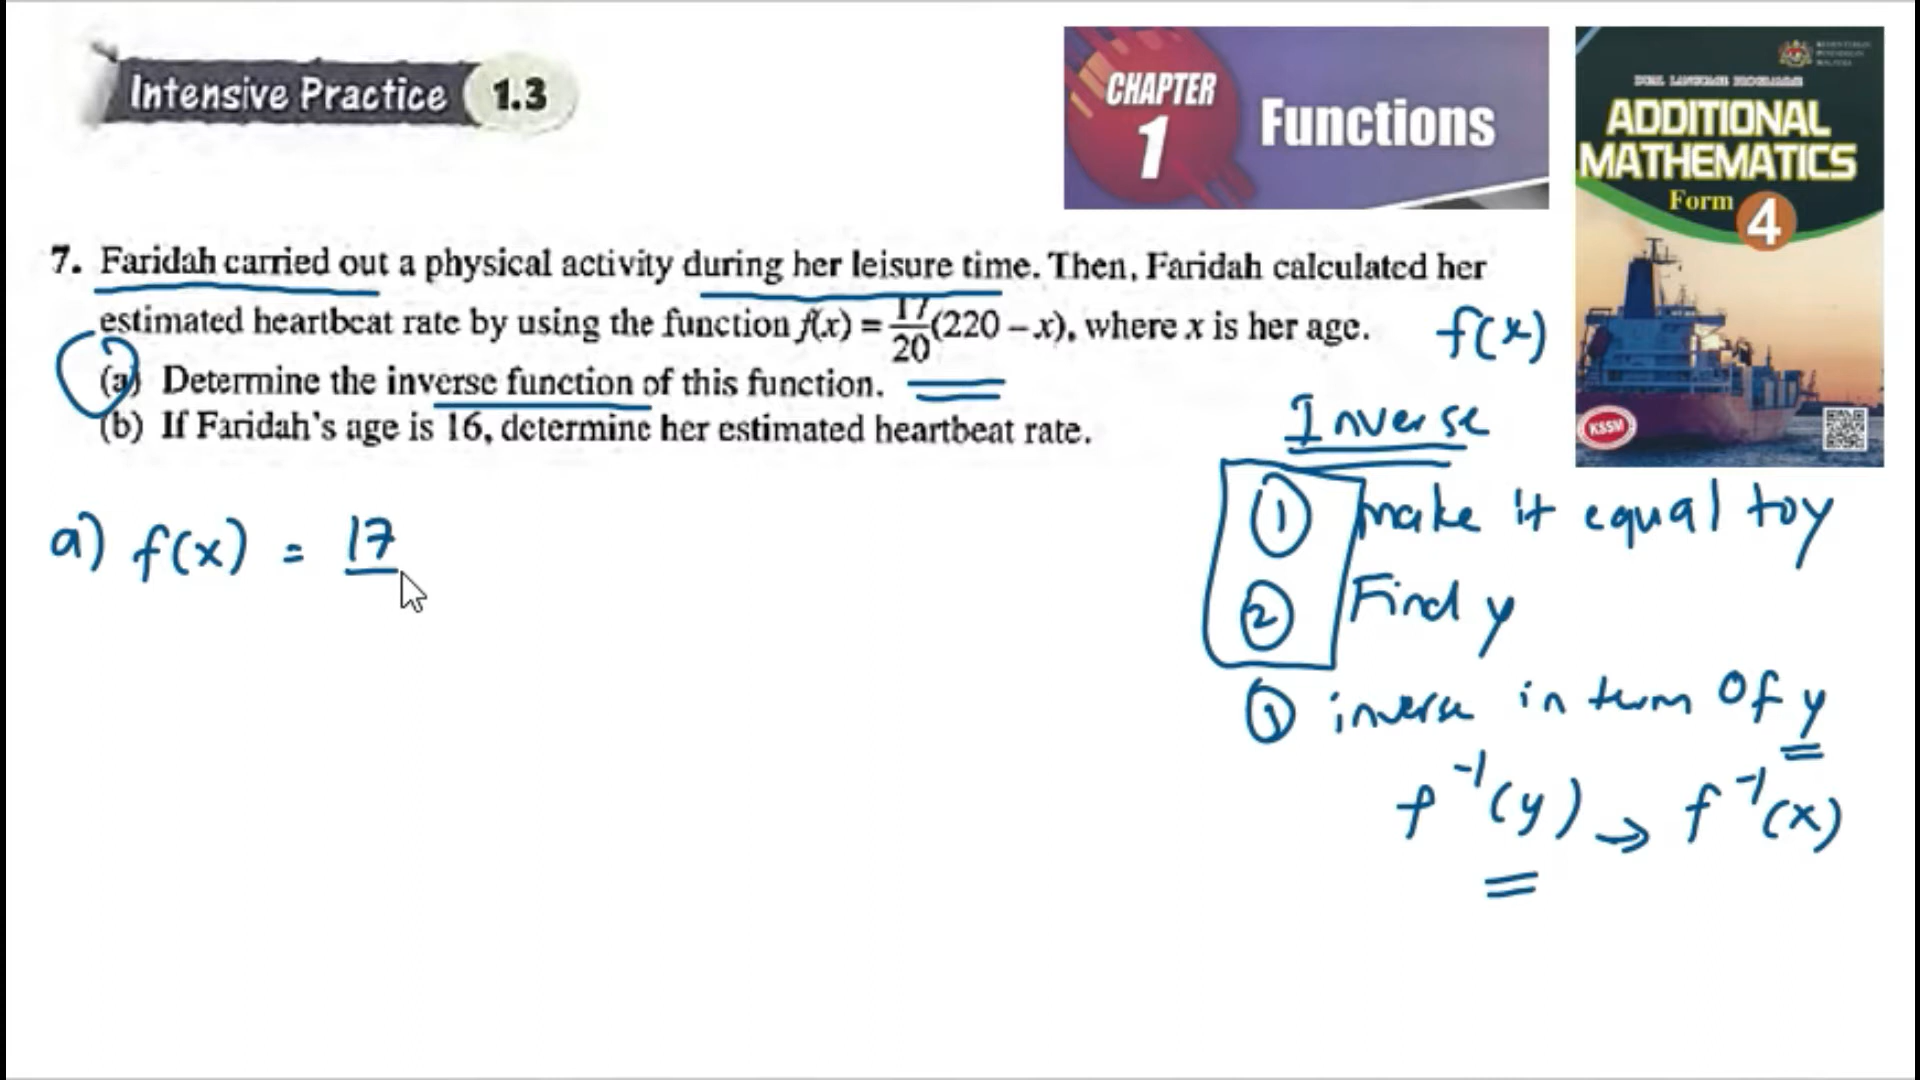 Intensive Practice 1.3
CHAPTER
1
Functions
ADDITIONAL
MATHEMATICS
Form 4
KSSM
7. Faridah carried out a physical activity during her leisure time. Then, Faridah calculated her
estimated heartbeat rate by using the function f(x) = 17/20 (220 – x), where x is her age.
(a) Determine the inverse function of this function.
(b) If Faridah's age is 16, determine her estimated heartbeat rate.
f(x)
Inverse
① make it equal to y
② Find y
inverse in term of y
f⁻¹(y) → f⁻¹(x)
a) f(x) = 17